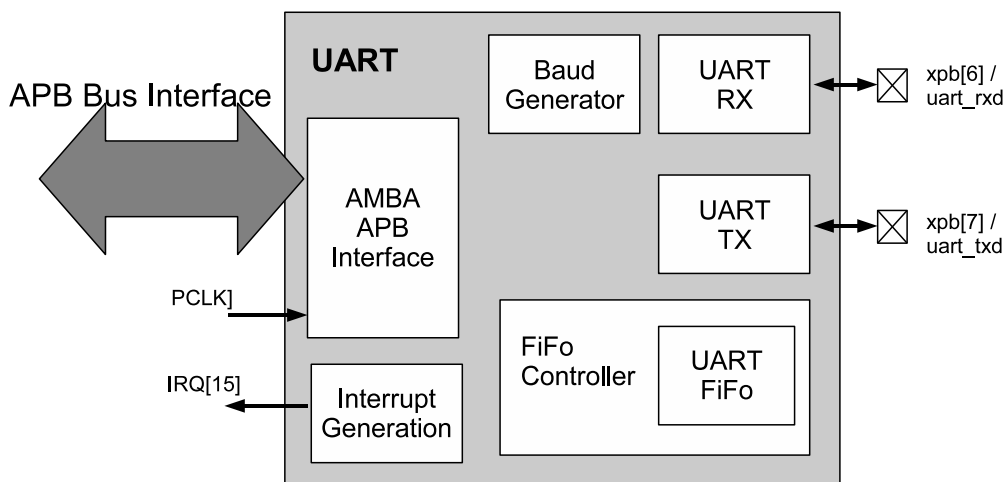 UART
APB Bus Interface
Baud
Generator
UART
RX
xpb[6] /
uart_rxd
AMBA
APB
Interface
UART
TX
xpb[7] /
uart_txd
PCLK]
IRQ[15]
Interrupt
Generation
FiFo
Controller
UART
FiFo